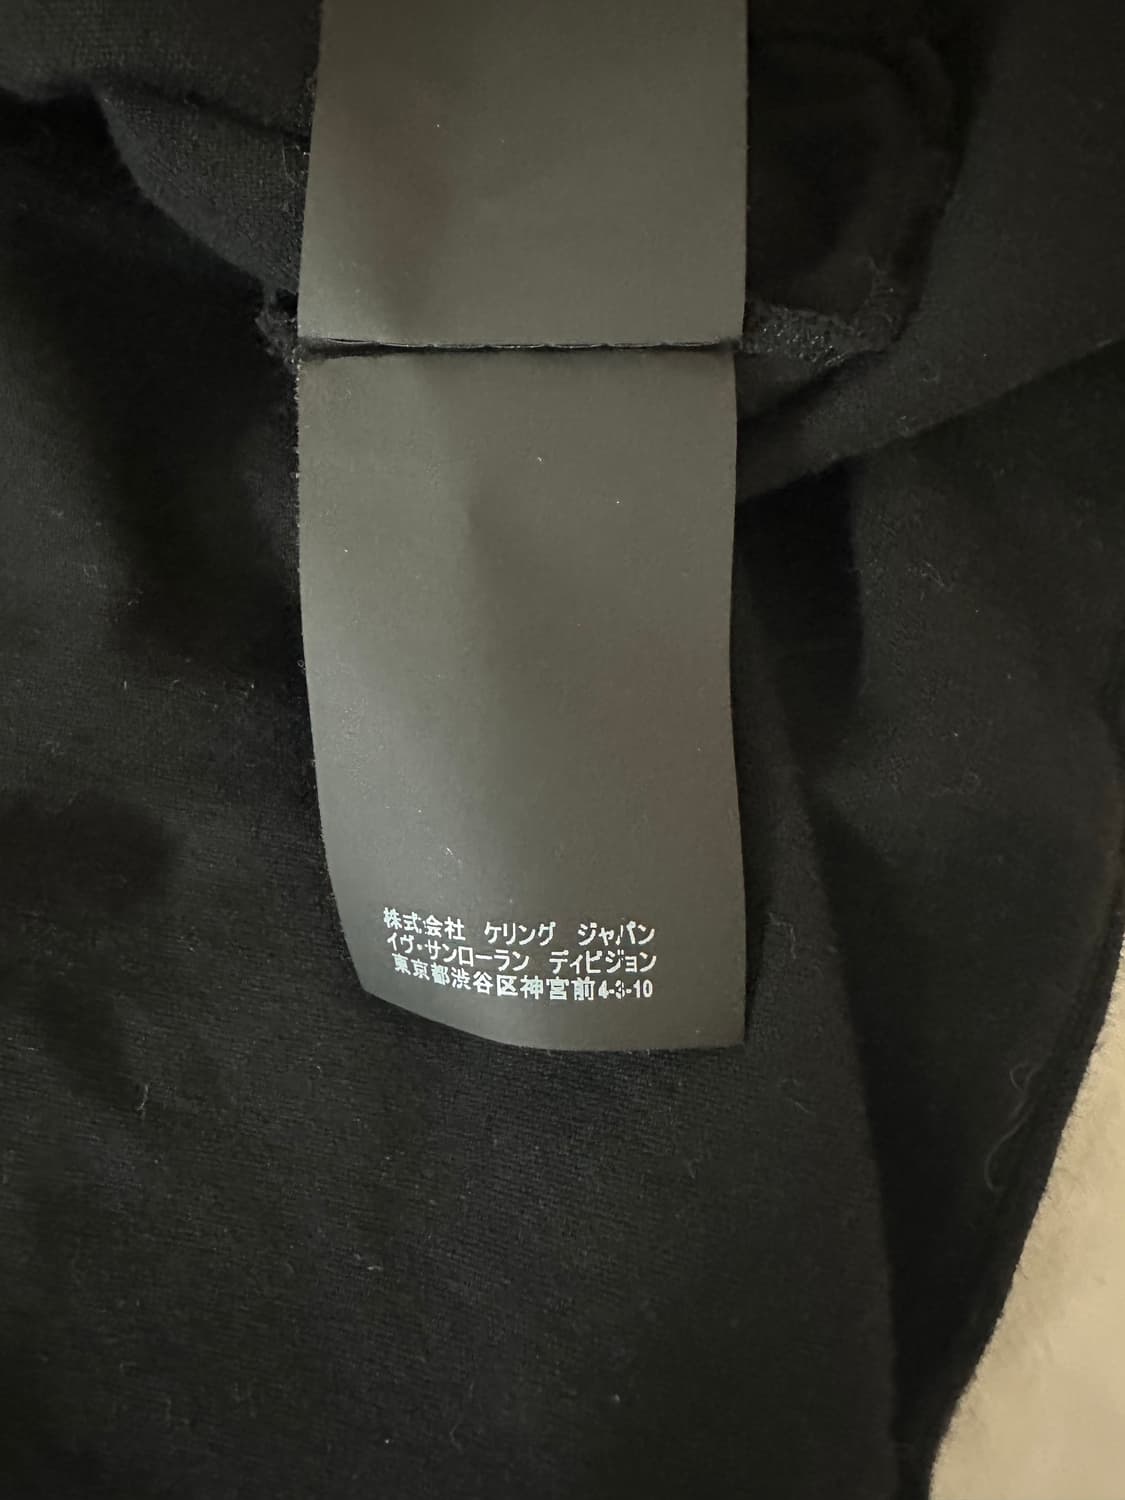 株式会社 ケリング ジャパン
イヴ・サンローラン ディビジョン
東京都渋谷区神宮前4-3-10